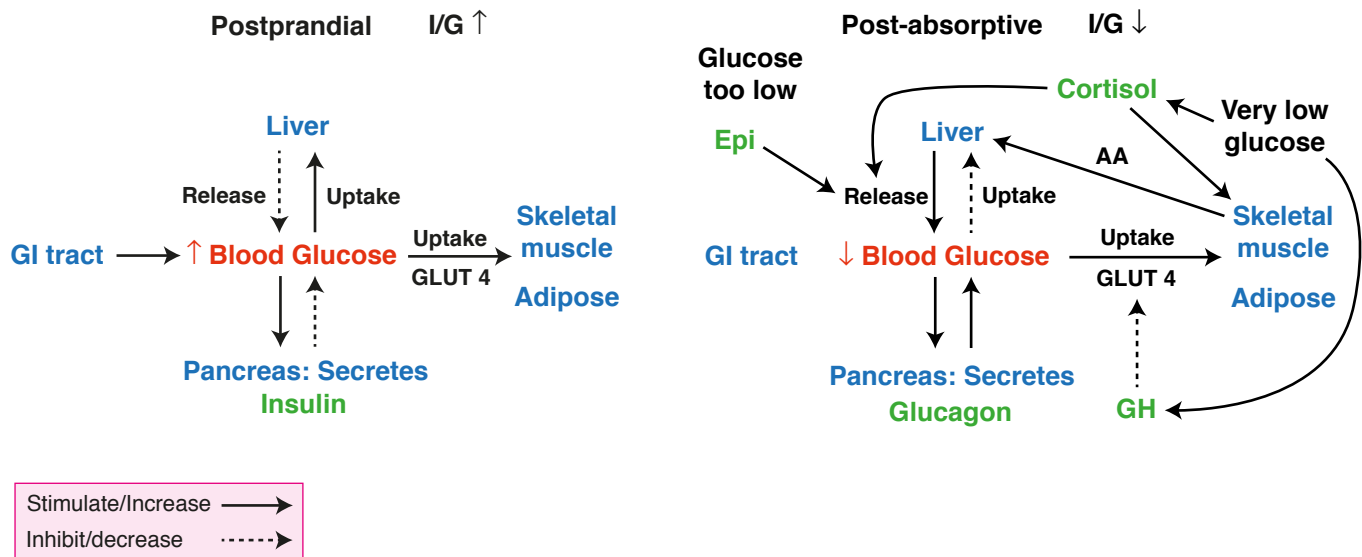 Postprandial I/G ↑
Liver
Release
Uptake
GI tract
↑ Blood Glucose
Uptake
GLUT 4
Skeletal
muscle
Adipose
Pancreas: Secretes
Insulin
Post-absorptive I/G ↓
Glucose
too low
Epi
Cortisol
Very low
glucose
Liver
AA
Release
Uptake
GI tract
↓ Blood Glucose
Uptake
GLUT 4
Skeletal
muscle
Adipose
Pancreas: Secretes
Glucagon
GH
Stimulate/Increase
Inhibit/decrease